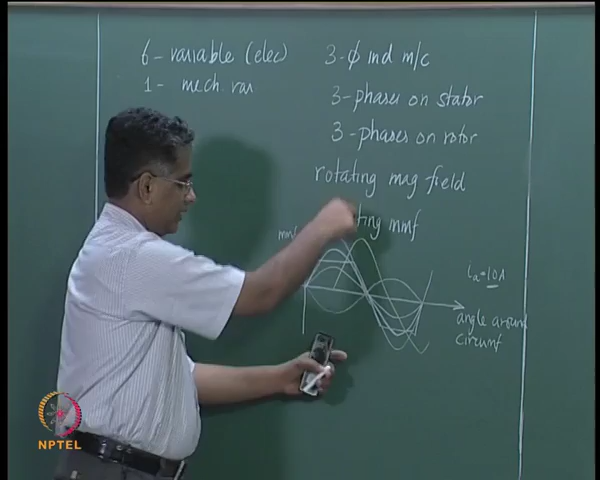 6 - variable (elec)
1 - mech. var
3-ϕ ind m/c
3-phases on stator
3-phases on rotor
rotating mag field
ting mmf
iₐ=10A
angle around
circumf
NPTEL